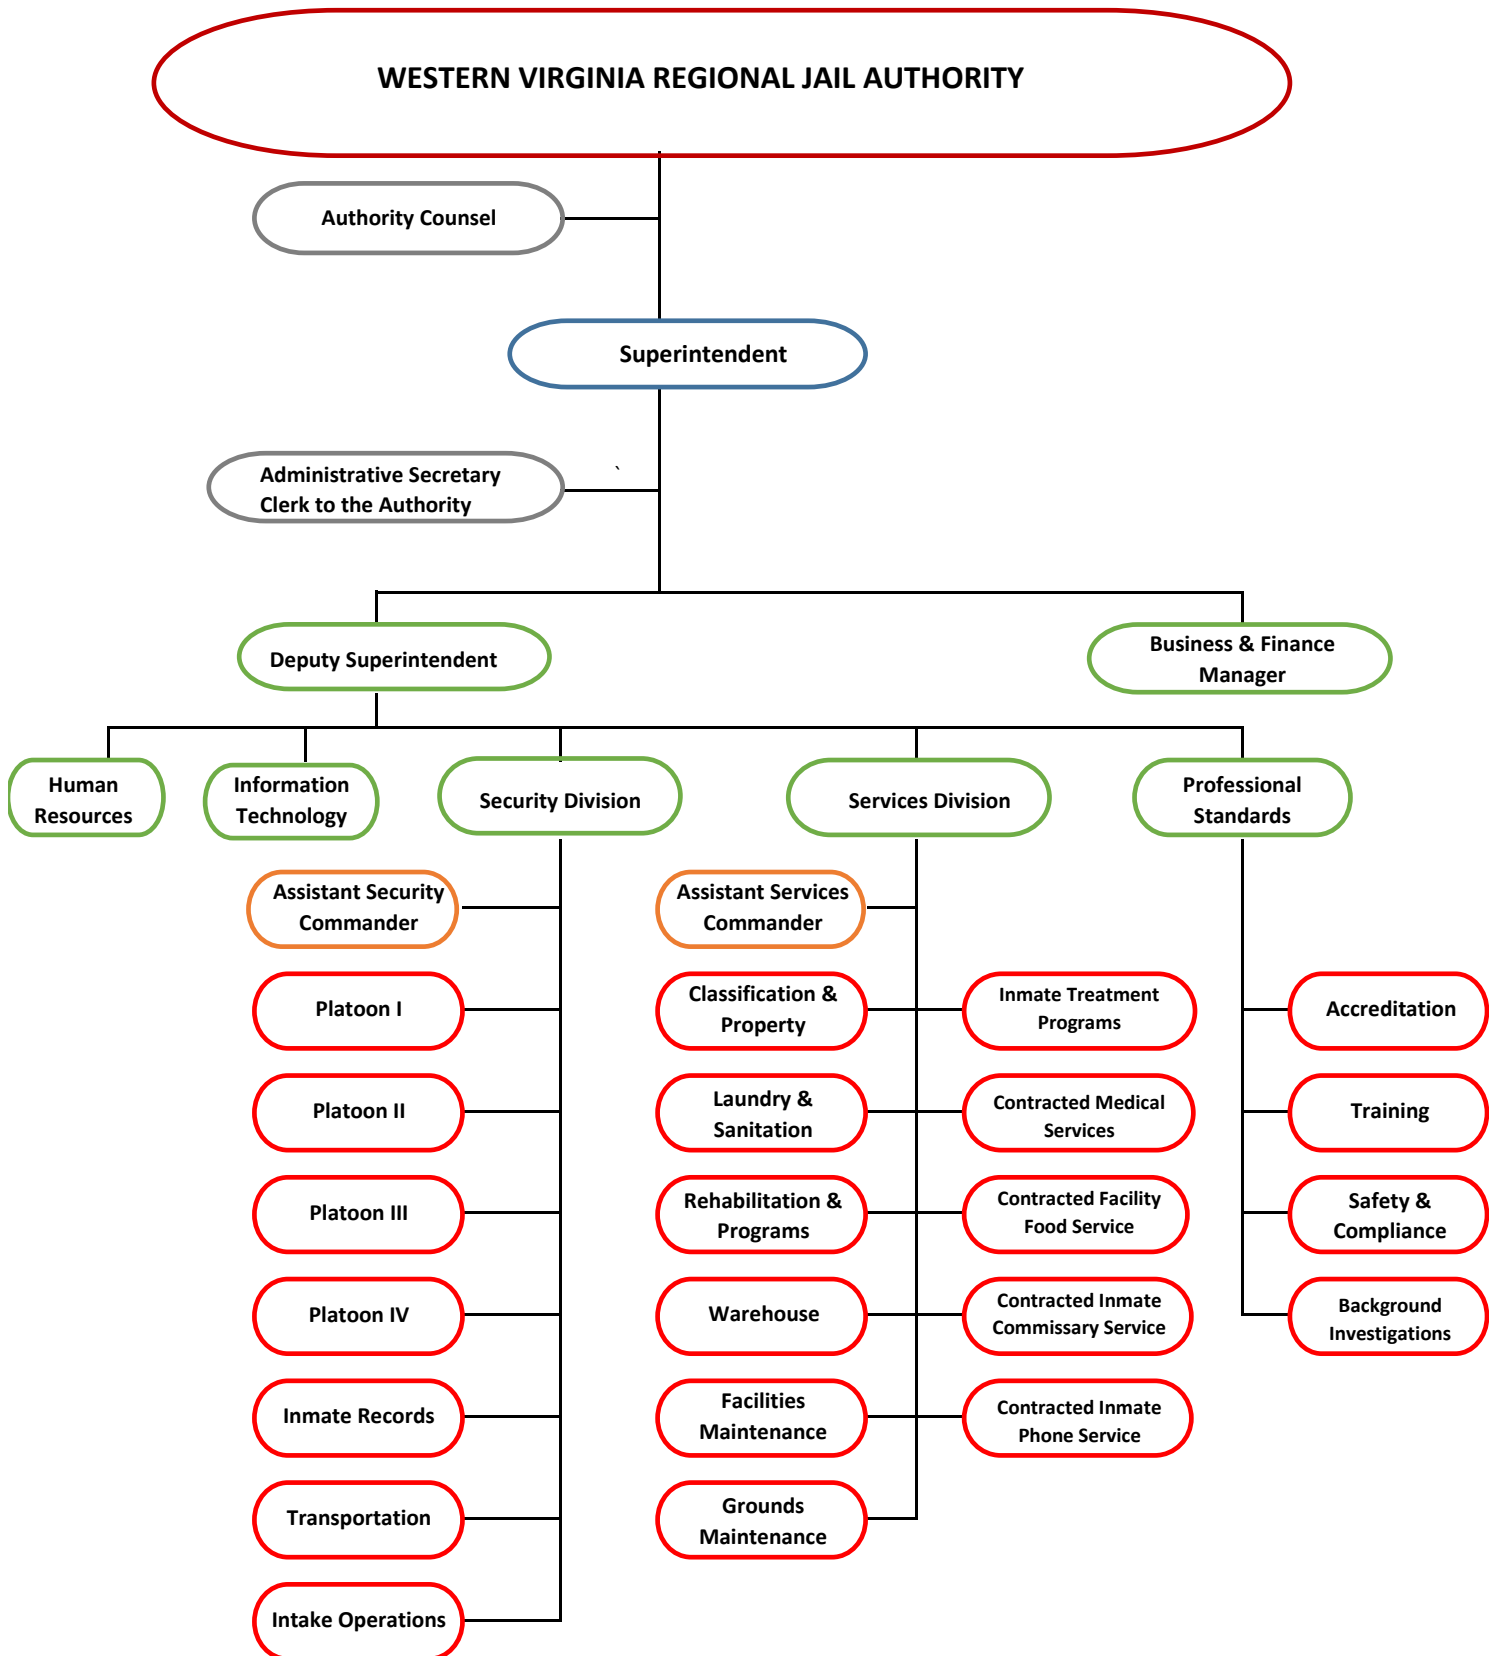 WESTERN VIRGINIA REGIONAL JAIL AUTHORITY
Authority Counsel
Superintendent
Administrative Secretary
Clerk to the Authority
`
Deputy Superintendent
Business & Finance
Manager
Human
Resources
Information
Technology
Security Division
Services Division
Professional
Standards
Assistant Security
Commander
Platoon I
Platoon II
Platoon III
Platoon IV
Inmate Records
Transportation
Intake Operations
Assistant Services
Commander
Classification &
Property
Laundry &
Sanitation
Rehabilitation &
Programs
Warehouse
Facilities
Maintenance
Grounds
Maintenance
Inmate Treatment
Programs
Contracted Medical
Services
Contracted Facility
Food Service
Contracted Inmate
Commissary Service
Contracted Inmate
Phone Service
Accreditation
Training
Safety &
Compliance
Background
Investigations